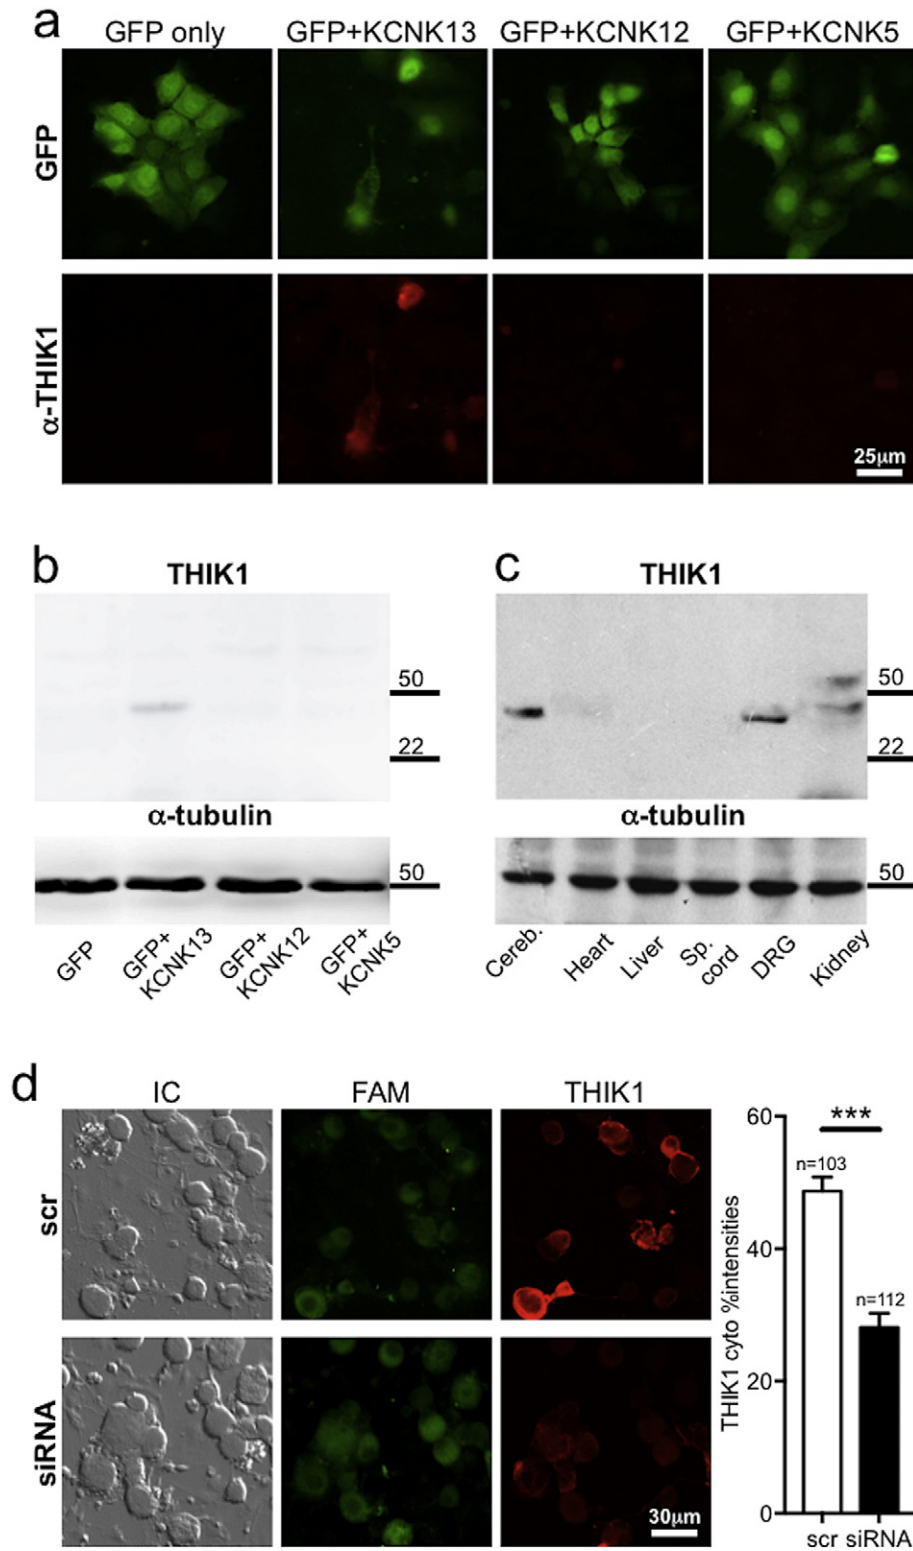 a
GFP only
GFP+KCNK13
GFP+KCNK12
GFP+KCNK5
GFP
α-THIK1
25μm
b
THIK1
50
22
α-tubulin
50
GFP
GFP+
KCNK13
GFP+
KCNK12
GFP+
KCNK5
c
THIK1
50
22
α-tubulin
50
Cereb.
Heart
Liver
Sp.
cord
DRG
Kidney
d
IC
FAM
THIK1
scr
siRNA
30μm
THIK1 cyto %intensities
60
40
20
0
***
n=103
n=112
scr siRNA